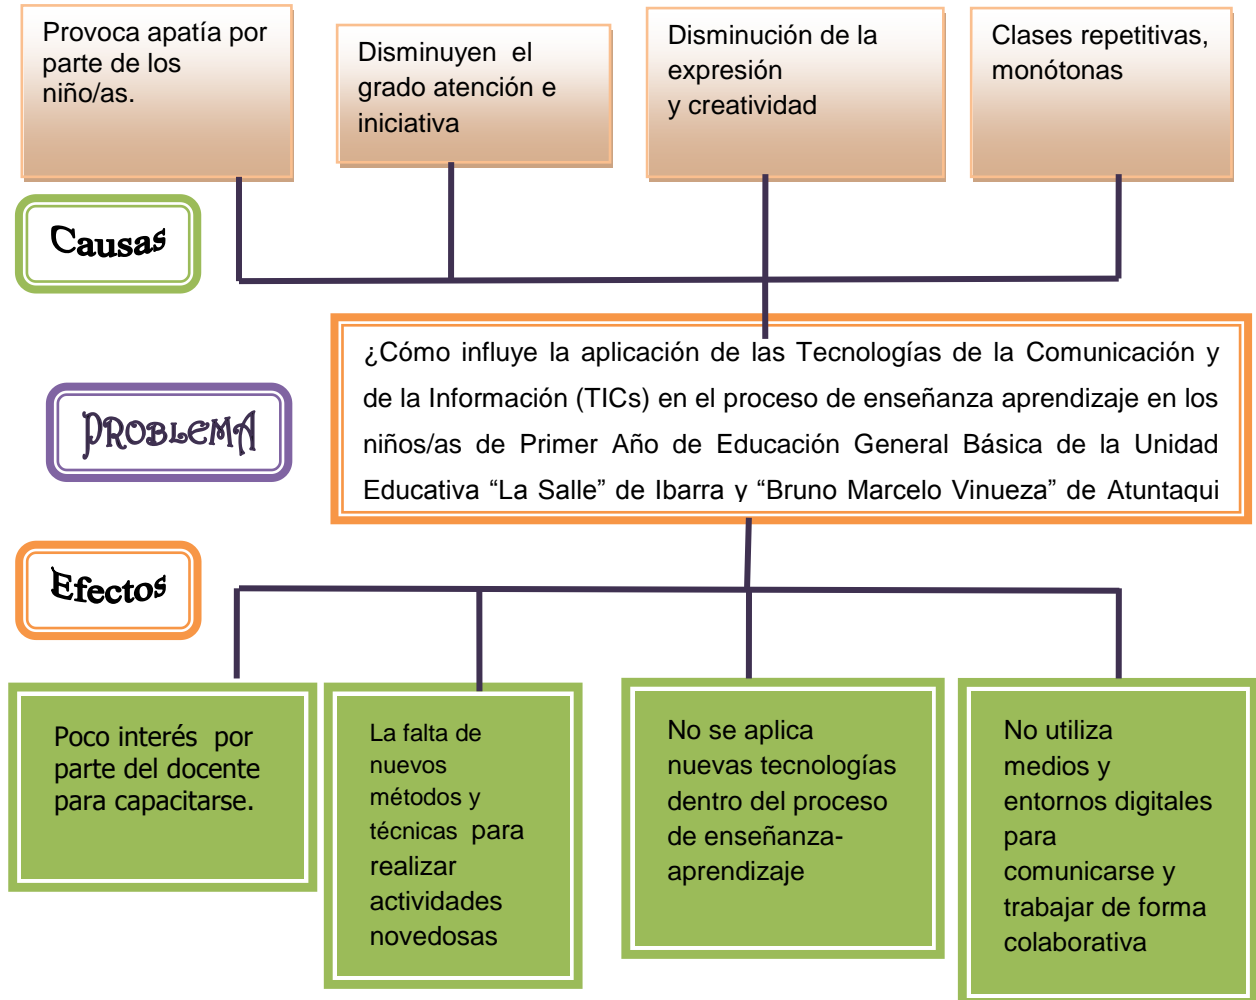 Provoca apatía por
parte de los
niño/as.
Disminuyen el
grado atención e
iniciativa
Disminución de la
expresión
y creatividad
Clases repetitivas,
monótonas
Causas
¿Cómo influye la aplicación de las Tecnologías de la Comunicación y
de la Información (TICs) en el proceso de enseñanza aprendizaje en los
niños/as de Primer Año de Educación General Básica de la Unidad
Educativa “La Salle” de Ibarra y “Bruno Marcelo Vinueza” de Atuntaqui
PROBLEMA
Efectos
Poco interés por
parte del docente
para capacitarse.
La falta de
nuevos
métodos y
técnicas para
realizar
actividades
novedosas
No se aplica
nuevas tecnologías
dentro del proceso
de enseñanza-
aprendizaje
No utiliza
medios y
entornos digitales
para
comunicarse y
trabajar de forma
colaborativa